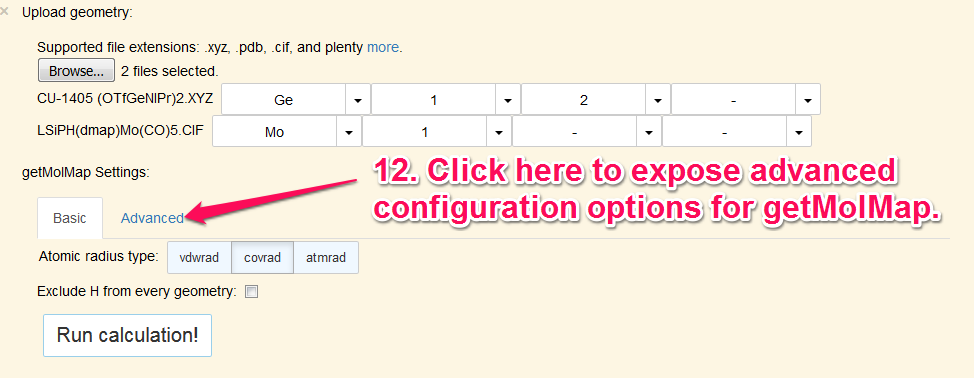 Upload geometry:
Supported file extensions: .xyz, .pdb, .cif, and plenty more.
Browse... 2 files selected.
CU-1405 (OTfGeNIPr)2.XYZ Ge 1 2 -
LSiPH(dmap)Mo(CO)5.CIF Mo 1 - -
getMolMap Settings:
12. Click here to expose advanced
configuration options for getMolMap.
Basic Advanced
Atomic radius type: vdwrad covrad atmrad
Exclude H from every geometry:
Run calculation!